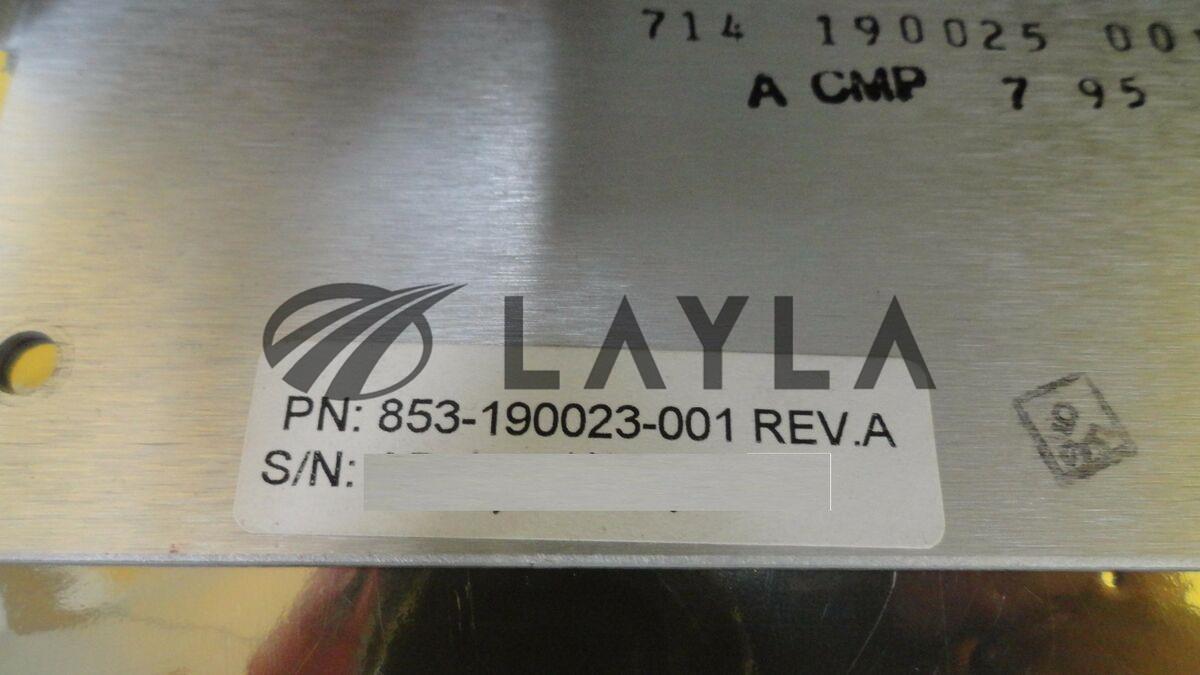 714 190025 00
A CMP 7 95
LAYLA
PN: 853-190023-001 REV.A
S/N: